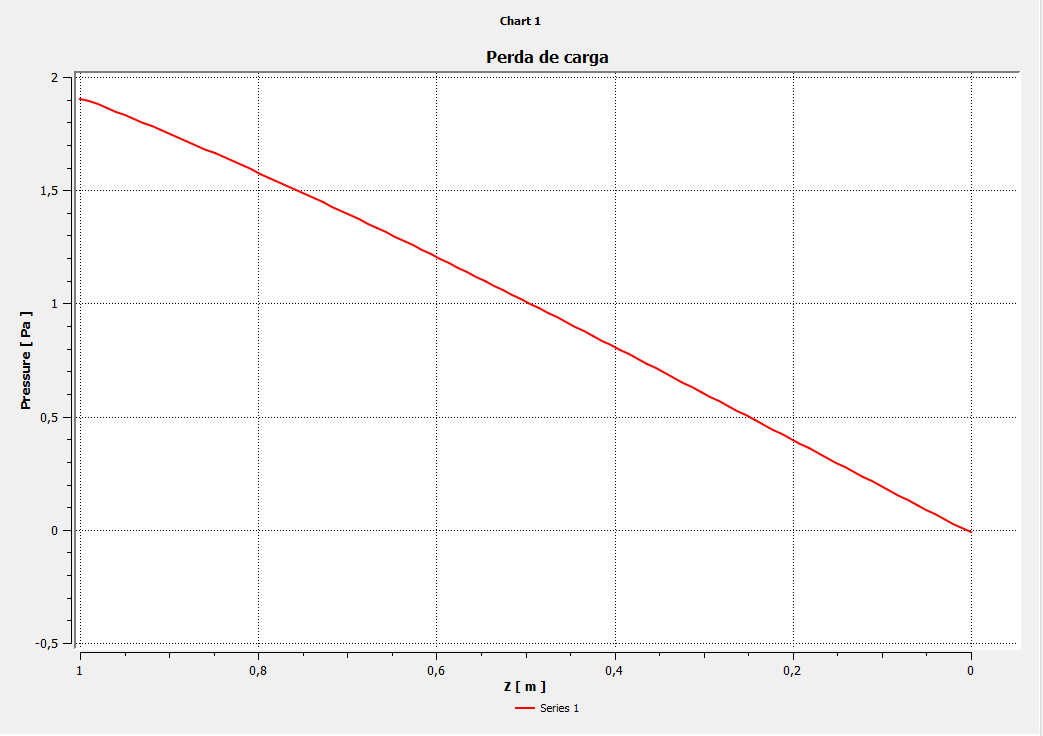 Chart 1
Perda de carga
2
1,5
1
0,5
0
-0,5
Pressure [ Pa ]
1 0,8 0,6 0,4 0,2 0
Z [ m ]
Series 1